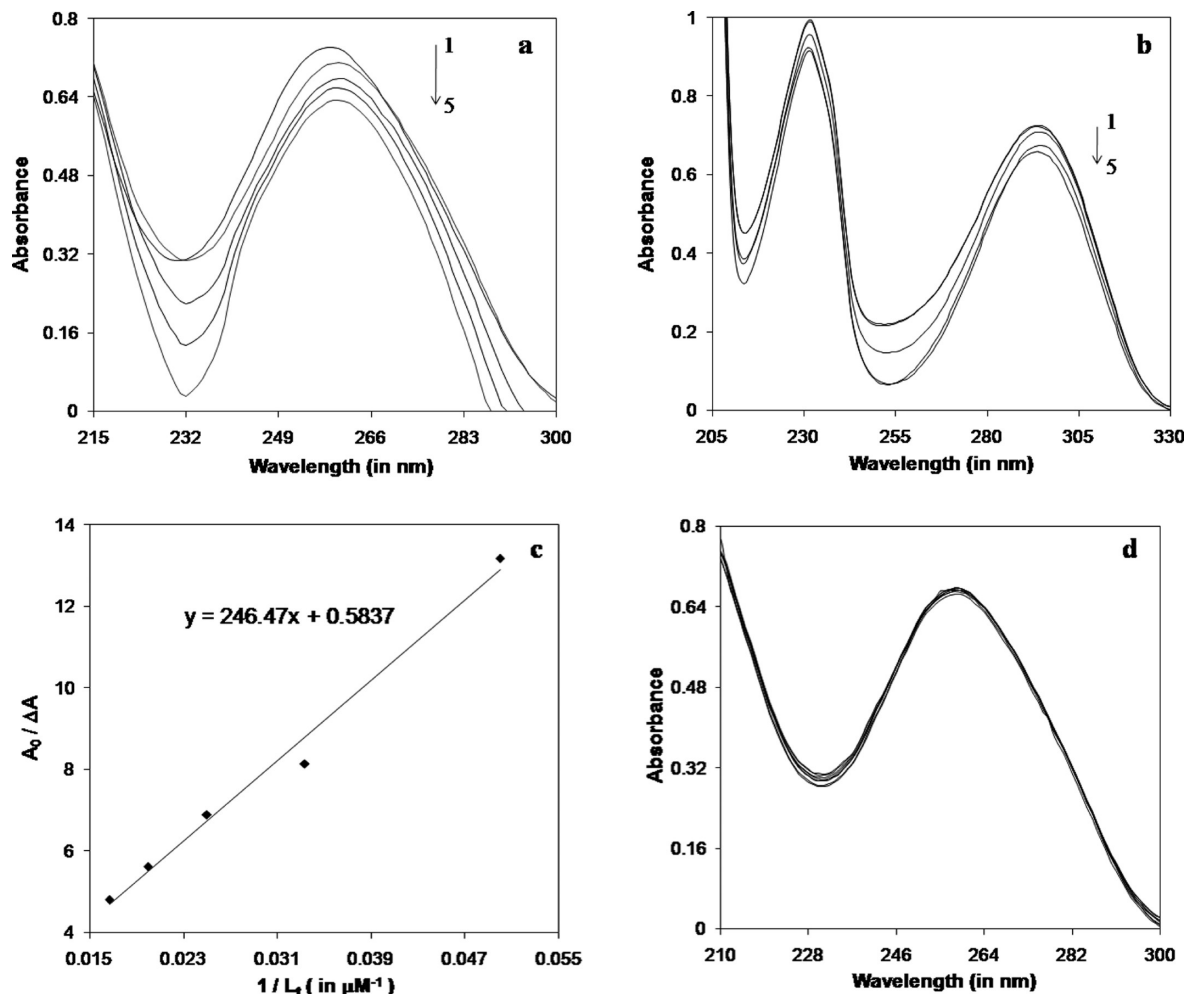 a
1
5
0.8
0.64
0.48
0.32
0.16
0
Absorbance
215 232 249 266 283 300
Wavelength (in nm)
b
1
5
1
0.8
0.6
0.4
0.2
0
Absorbance
205 230 255 280 305 330
Wavelength (in nm)
c
y = 246.47x + 0.5837
14
12
10
8
6
4
A₀ / ΔA
0.015 0.023 0.031 0.039 0.047 0.055
1 / Lf ( in µM⁻¹)
d
0.8
0.64
0.48
0.32
0.16
0
Absorbance
210 228 246 264 282 300
Wavelength (in nm)